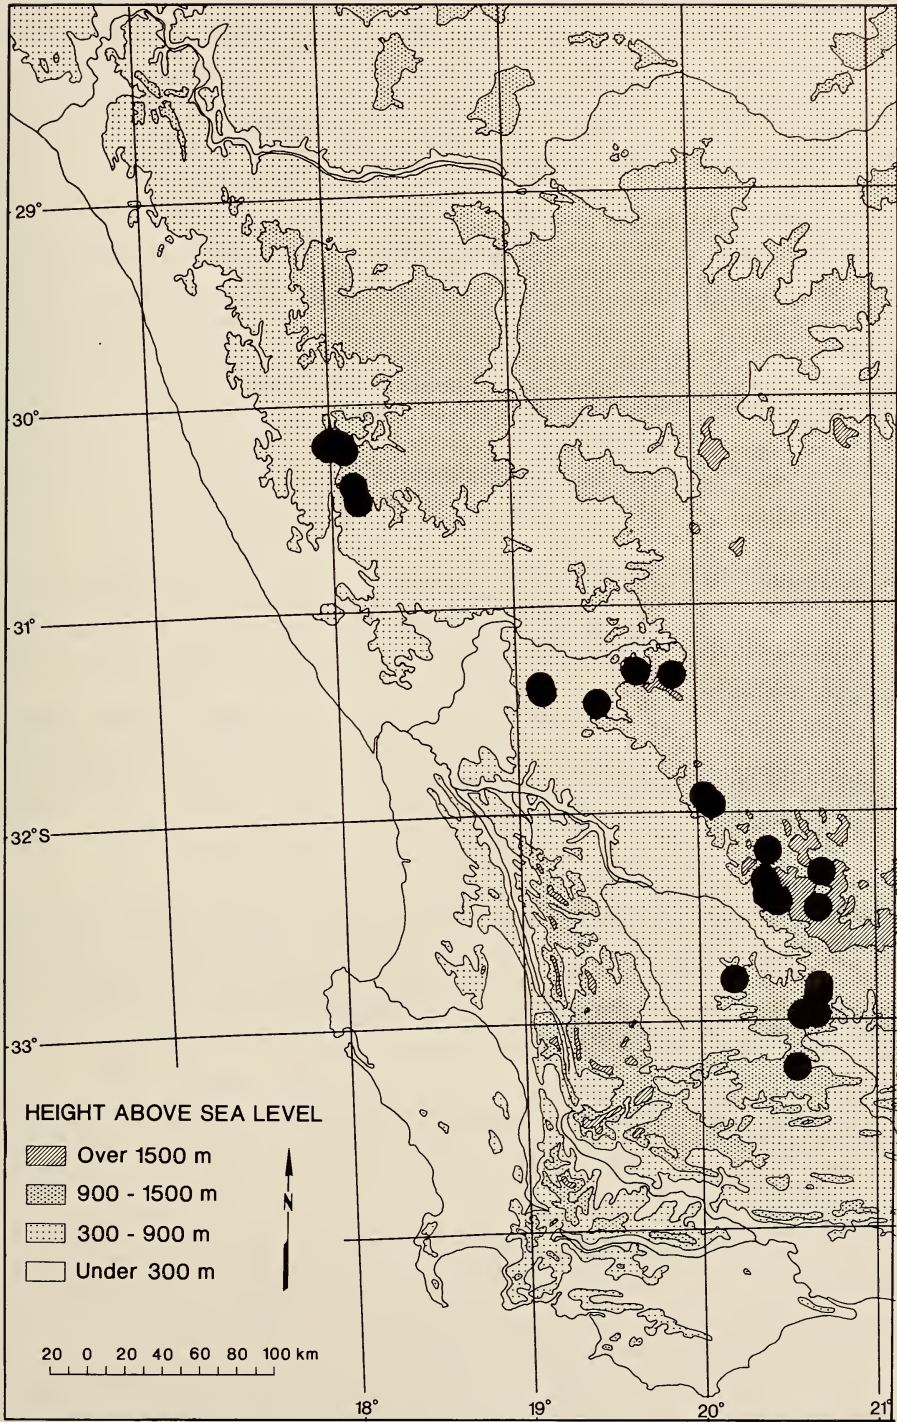 29°
30°
31°
32°S
33°
HEIGHT ABOVE SEA LEVEL
Over 1500 m
900 - 1500 m
300 - 900 m
Under 300 m
N
20 0 20 40 60 80 100 km
18° 19° 20° 21°